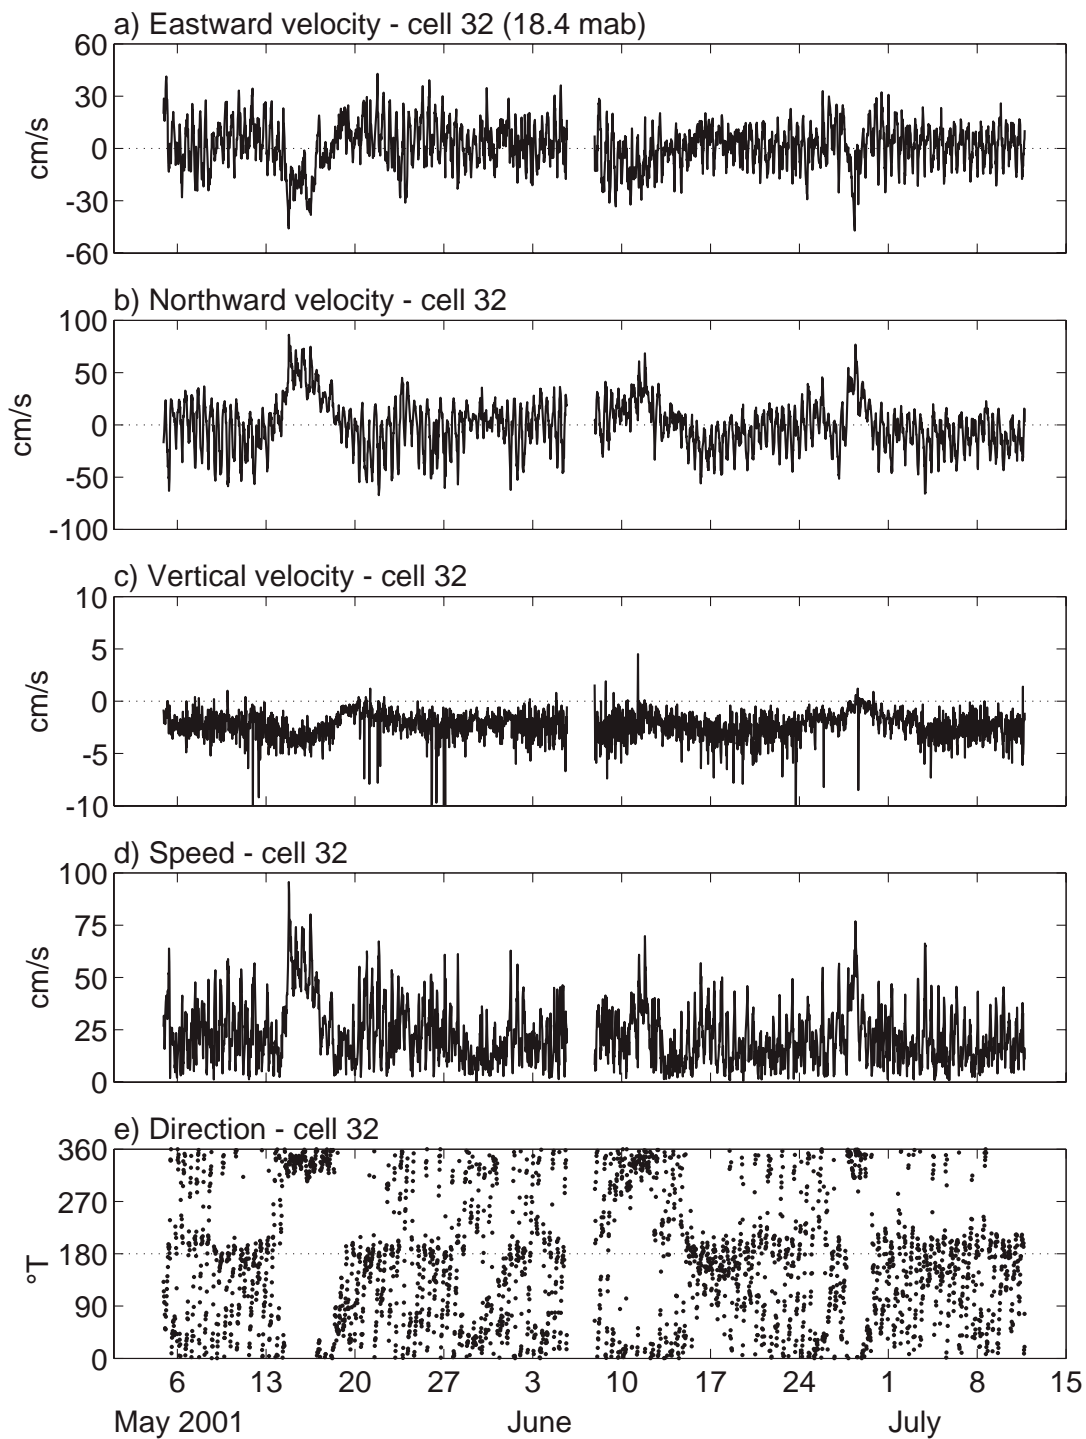 a) Eastward velocity - cell 32 (18.4 mab)
60
30
0
-30
-60
cm/s
b) Northward velocity - cell 32
100
50
0
-50
-100
cm/s
c) Vertical velocity - cell 32
10
5
0
-5
-10
cm/s
d) Speed - cell 32
100
75
50
25
0
cm/s
e) Direction - cell 32
360
270
180
90
0
°T
6 13 20 27 3 10 17 24 1 8 15
May 2001 June July